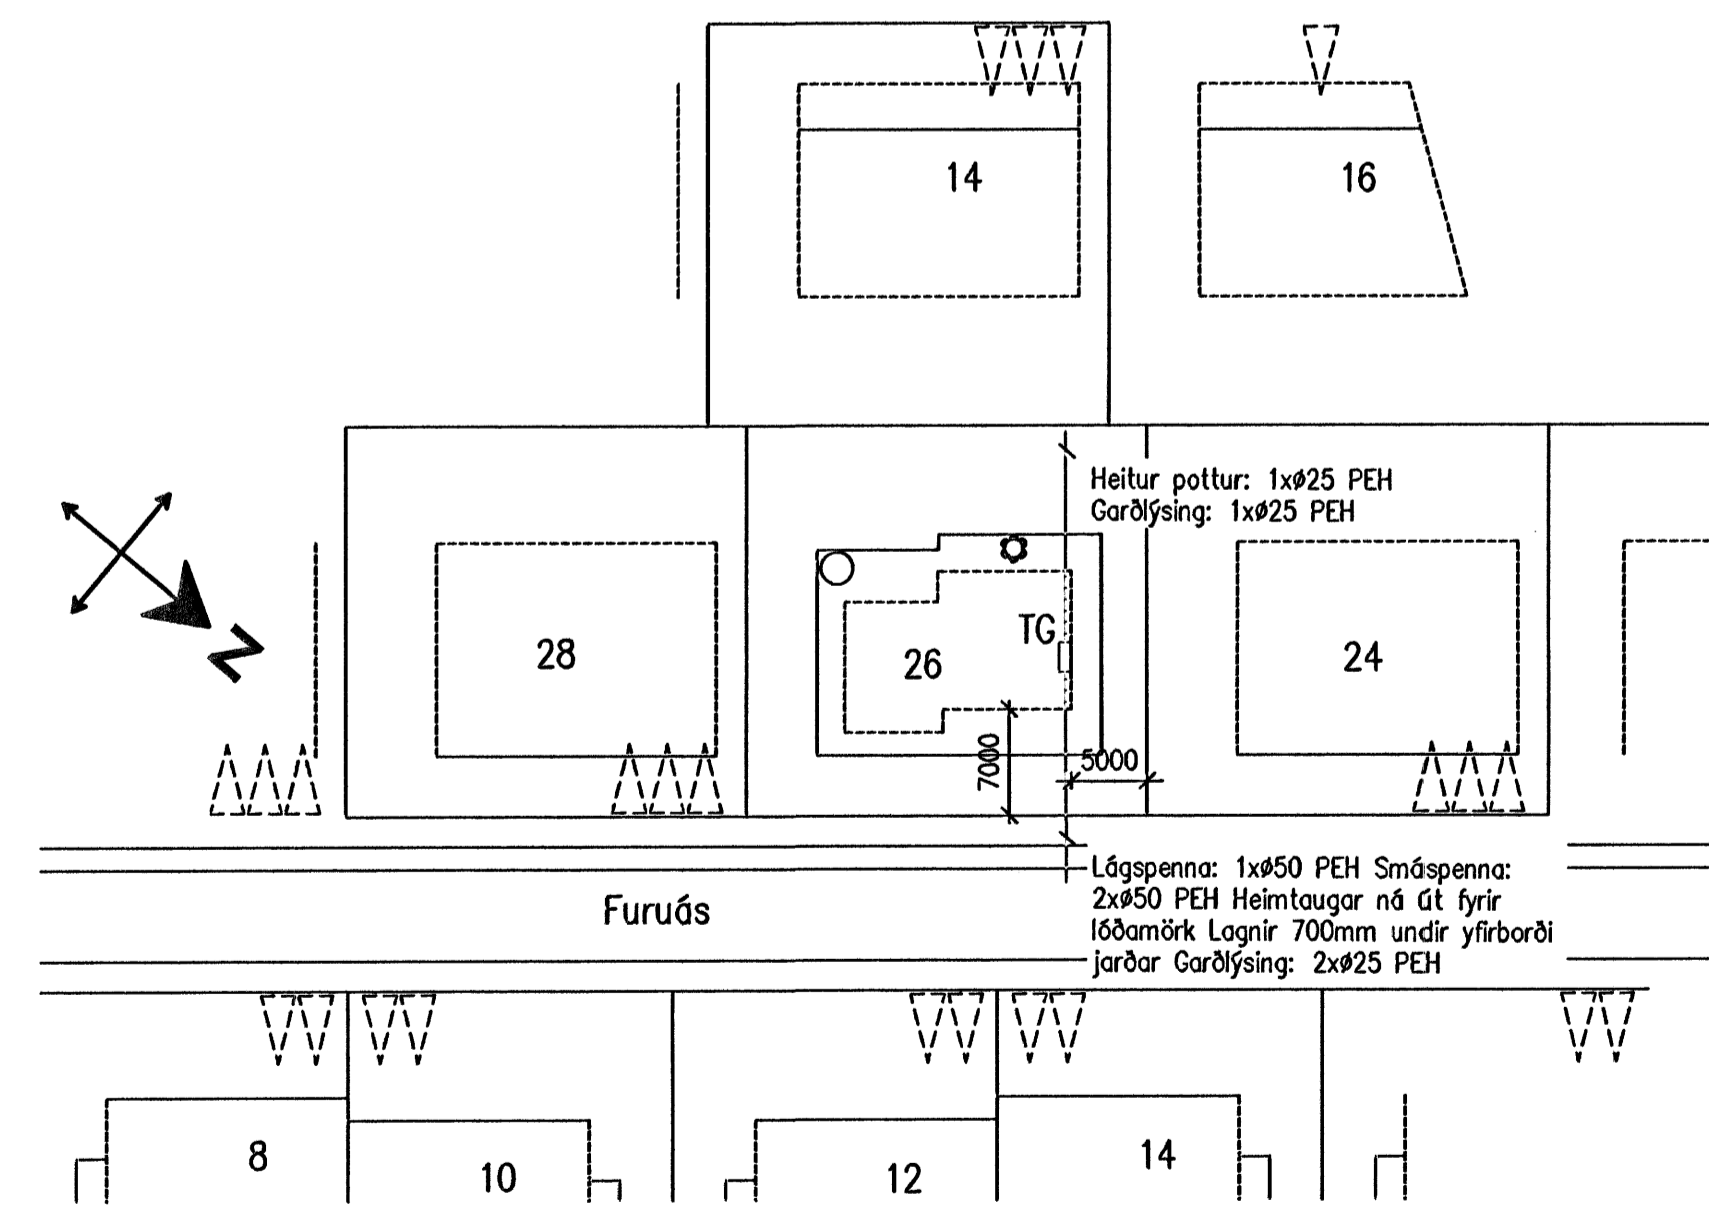 14
16
Heitur pottur: 1xø25 PEH
Garðlýsing: 1xø25 PEH
N
28
26
TG
24
7000
5000
Lágspenna: 1xø50 PEH Smáspenna:
2xø50 PEH Heimtaugar ná út fyrir
lóðamörk Lagnir 700mm undir yfirborði
jarðar Garðlýsing: 2xø25 PEH
Furuás
8
10
12
14